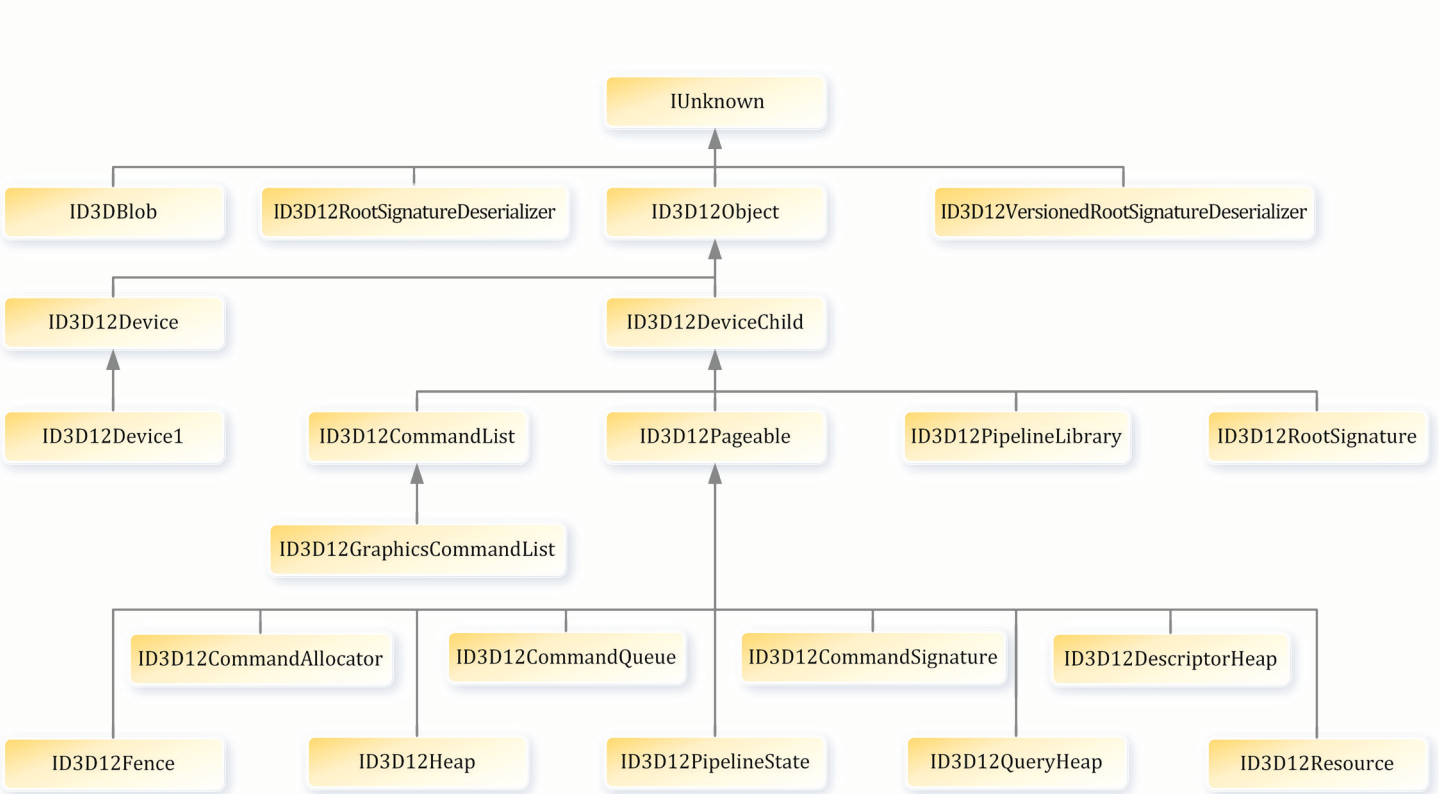 IUnknown
ID3DBlob
ID3D12RootSignatureDeserializer
ID3D12Object
ID3D12VersionedRootSignatureDeserializer
ID3D12Device
ID3D12DeviceChild
ID3D12Device1
ID3D12CommandList
ID3D12Pageable
ID3D12PipelineLibrary
ID3D12RootSignature
ID3D12GraphicsCommandList
ID3D12CommandAllocator
ID3D12CommandQueue
ID3D12CommandSignature
ID3D12DescriptorHeap
ID3D12Fence
ID3D12Heap
ID3D12PipelineState
ID3D12QueryHeap
ID3D12Resource